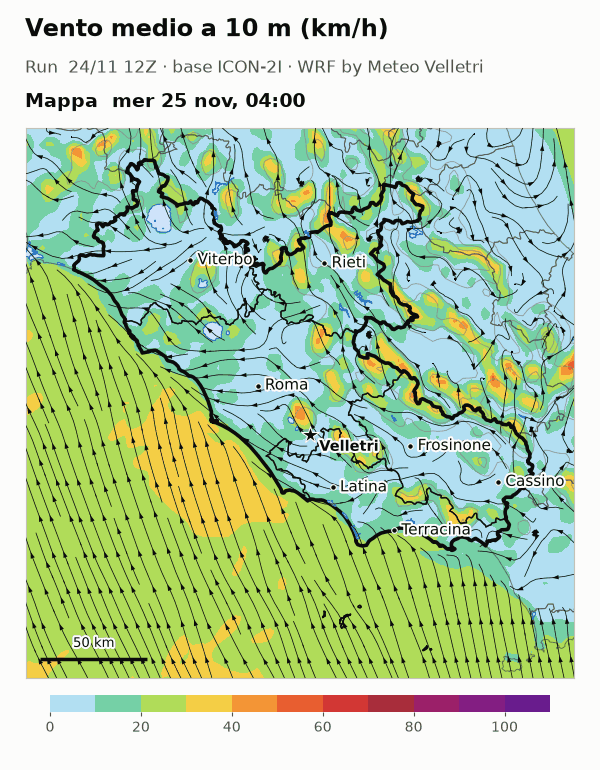 Vento medio a 10 m (km/h)
Run 24/11 12Z · base ICON-2I · WRF by Meteo Velletri
Mappa mer 25 nov, 04:00
Viterbo
Rieti
Roma
Velletri
Frosinone
Cassino
Latina
Terracina
50 km
0 20 40 60 80 100